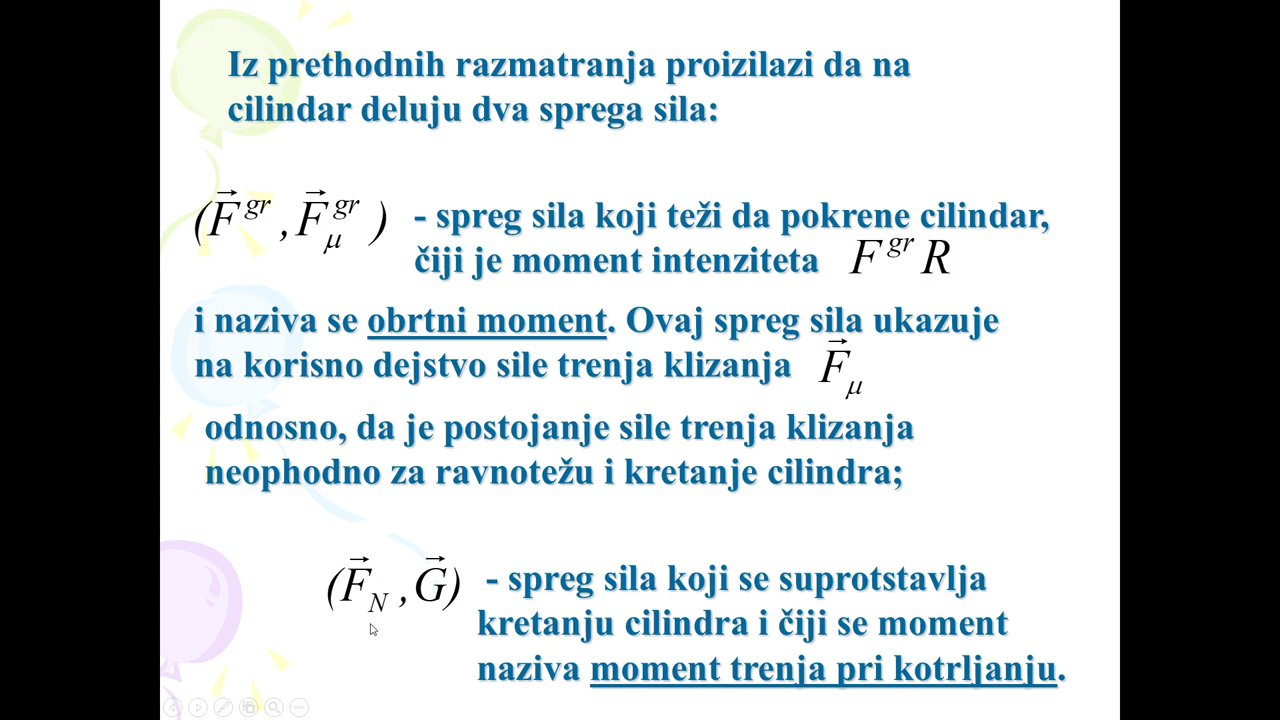 Iz prethodnih razmatranja proizilazi da na
cilindar deluju dva sprega sila:
(F⃗^gr , F⃗_μ^gr ) - spreg sila koji teži da pokrene cilindar,
čiji je moment intenziteta F^gr R
i naziva se obrtni moment. Ovaj spreg sila ukazuje
na korisno dejstvo sile trenja klizanja F⃗_μ
odnosno, da je postojanje sile trenja klizanja
neophodno za ravnotežu i kretanje cilindra;
(F⃗_N , G⃗) - spreg sila koji se suprotstavlja
kretanju cilindra i čiji se moment
naziva moment trenja pri kotrljanju.